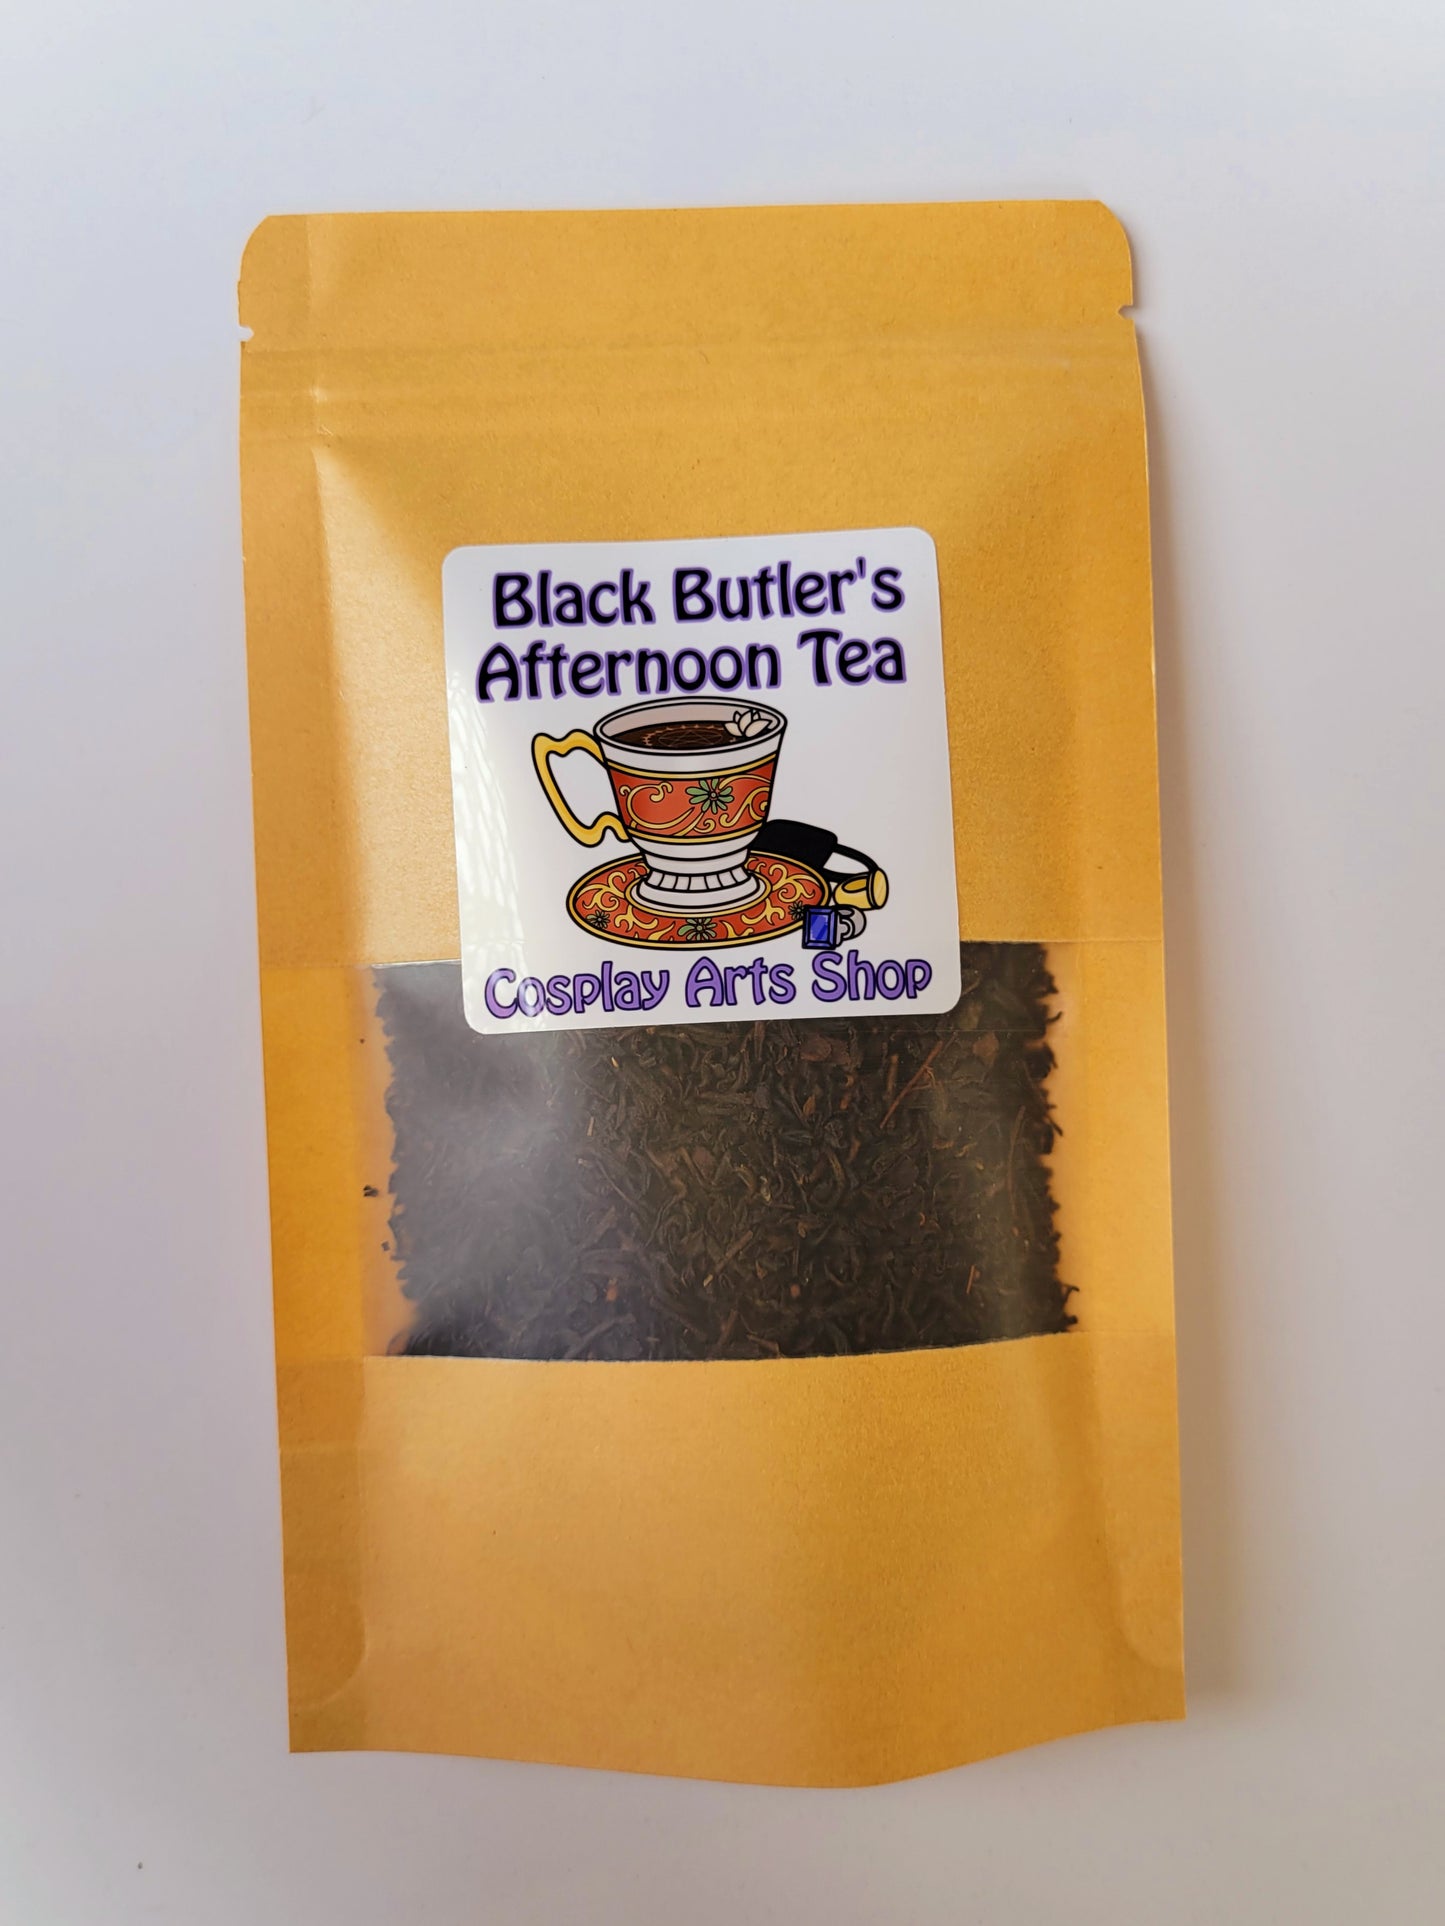 Black Butler's
Afternoon Tea
Cosplay Arts Shop